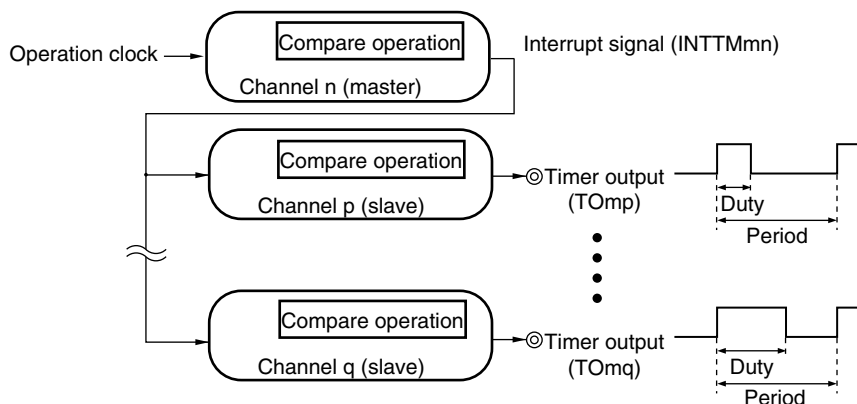 Compare operation
Operation clock
Interrupt signal (INTTMmn)
Channel n (master)
Compare operation
Timer output
(TOmp)
Channel p (slave)
Duty
Period
Compare operation
Timer output
(TOmq)
Channel q (slave)
Duty
Period